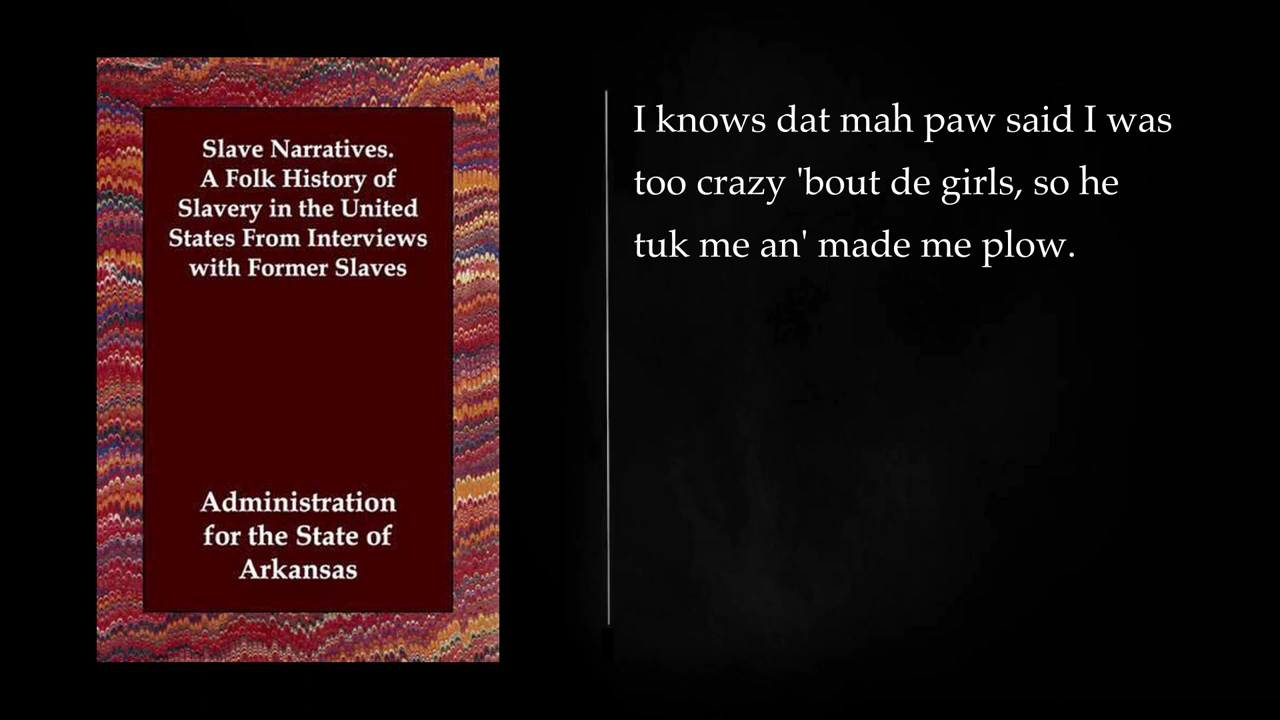 Slave Narratives.
A Folk History of
Slavery in the United
States From Interviews
with Former Slaves
Administration
for the State of
Arkansas
I knows dat mah paw said I was
too crazy 'bout de girls, so he
tuk me an' made me plow.